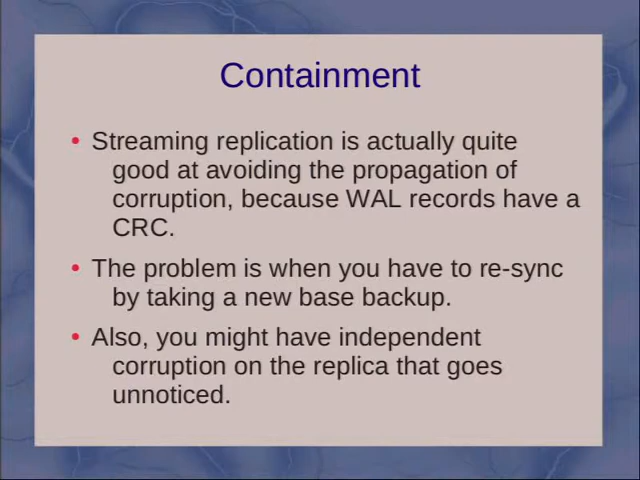 Containment
• Streaming replication is actually quite
good at avoiding the propagation of
corruption, because WAL records have a
CRC.
• The problem is when you have to re-sync
by taking a new base backup.
• Also, you might have independent
corruption on the replica that goes
unnoticed.